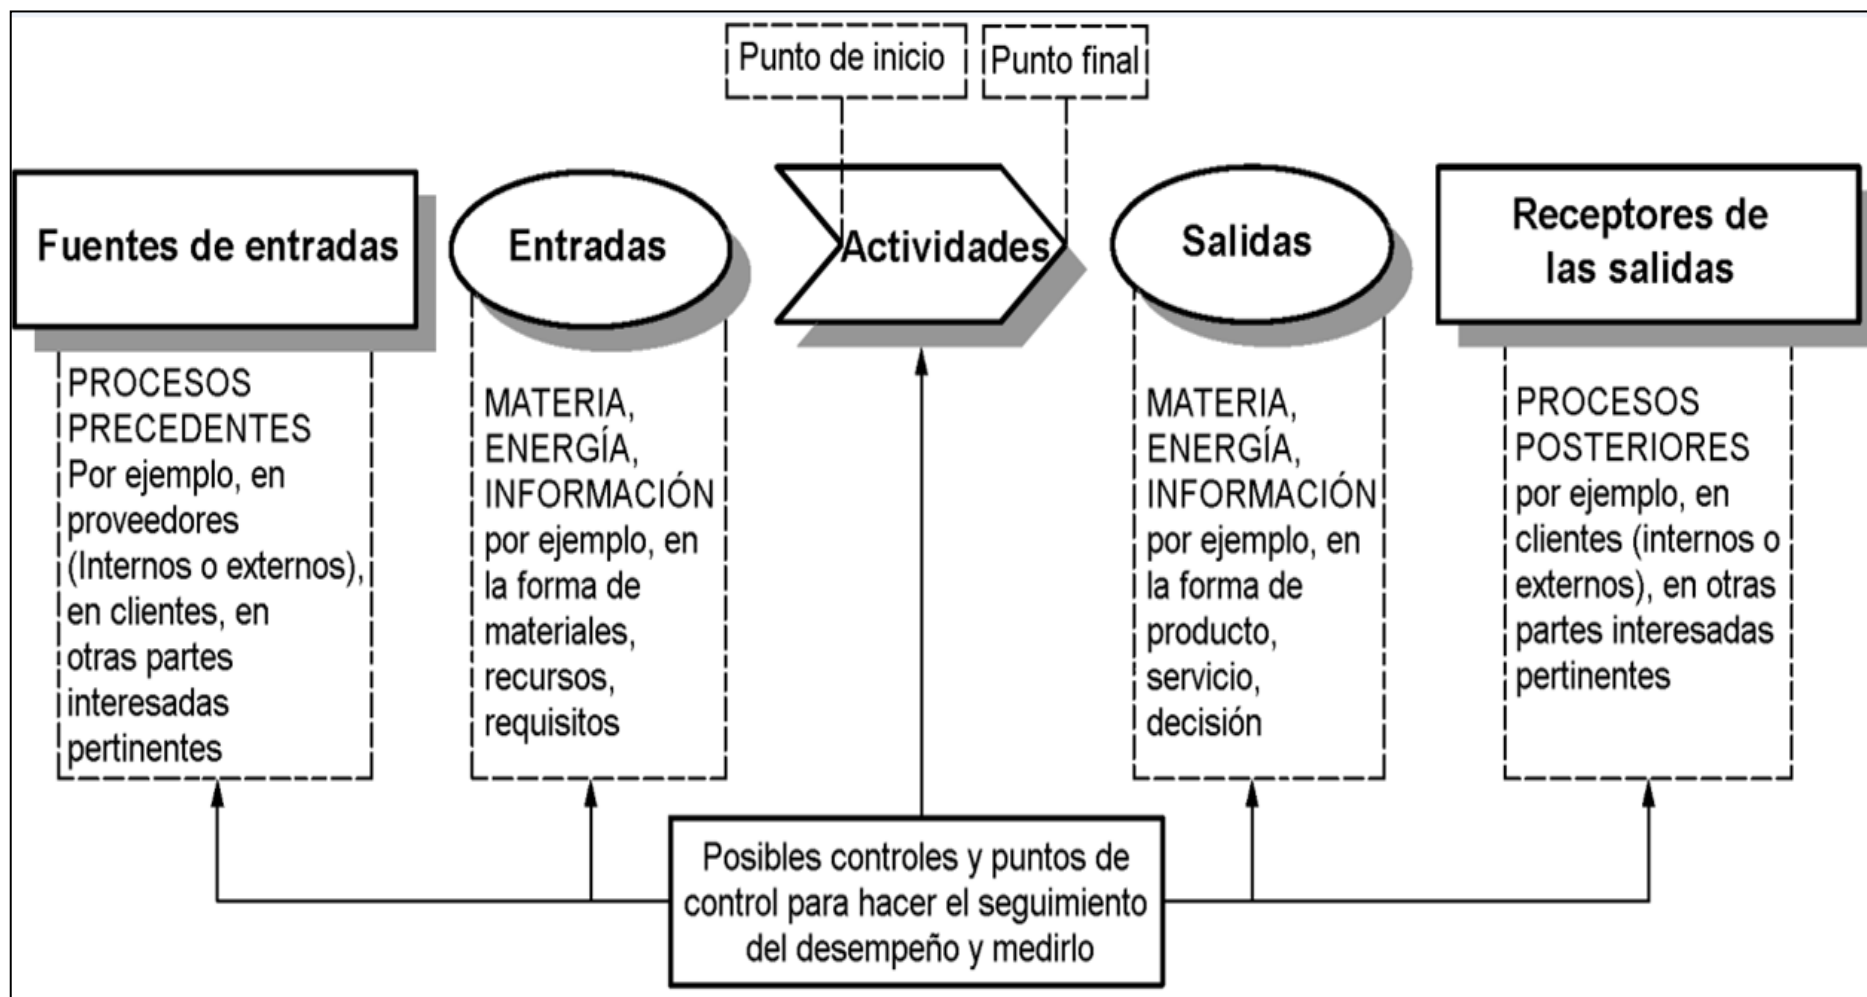 Punto de inicio
Punto final
Fuentes de entradas
Entradas
Actividades
Salidas
Receptores de
las salidas
PROCESOS
PRECEDENTES
Por ejemplo, en
proveedores
(Internos o externos),
en clientes, en
otras partes
interesadas
pertinentes
MATERIA,
ENERGÍA,
INFORMACIÓN
por ejemplo, en
la forma de
materiales,
recursos,
requisitos
MATERIA,
ENERGÍA,
INFORMACIÓN
por ejemplo, en
la forma de
producto,
servicio,
decisión
PROCESOS
POSTERIORES
por ejemplo, en
clientes (internos o
externos), en otras
partes interesadas
pertinentes
Posibles controles y puntos de
control para hacer el seguimiento
del desempeño y medirlo